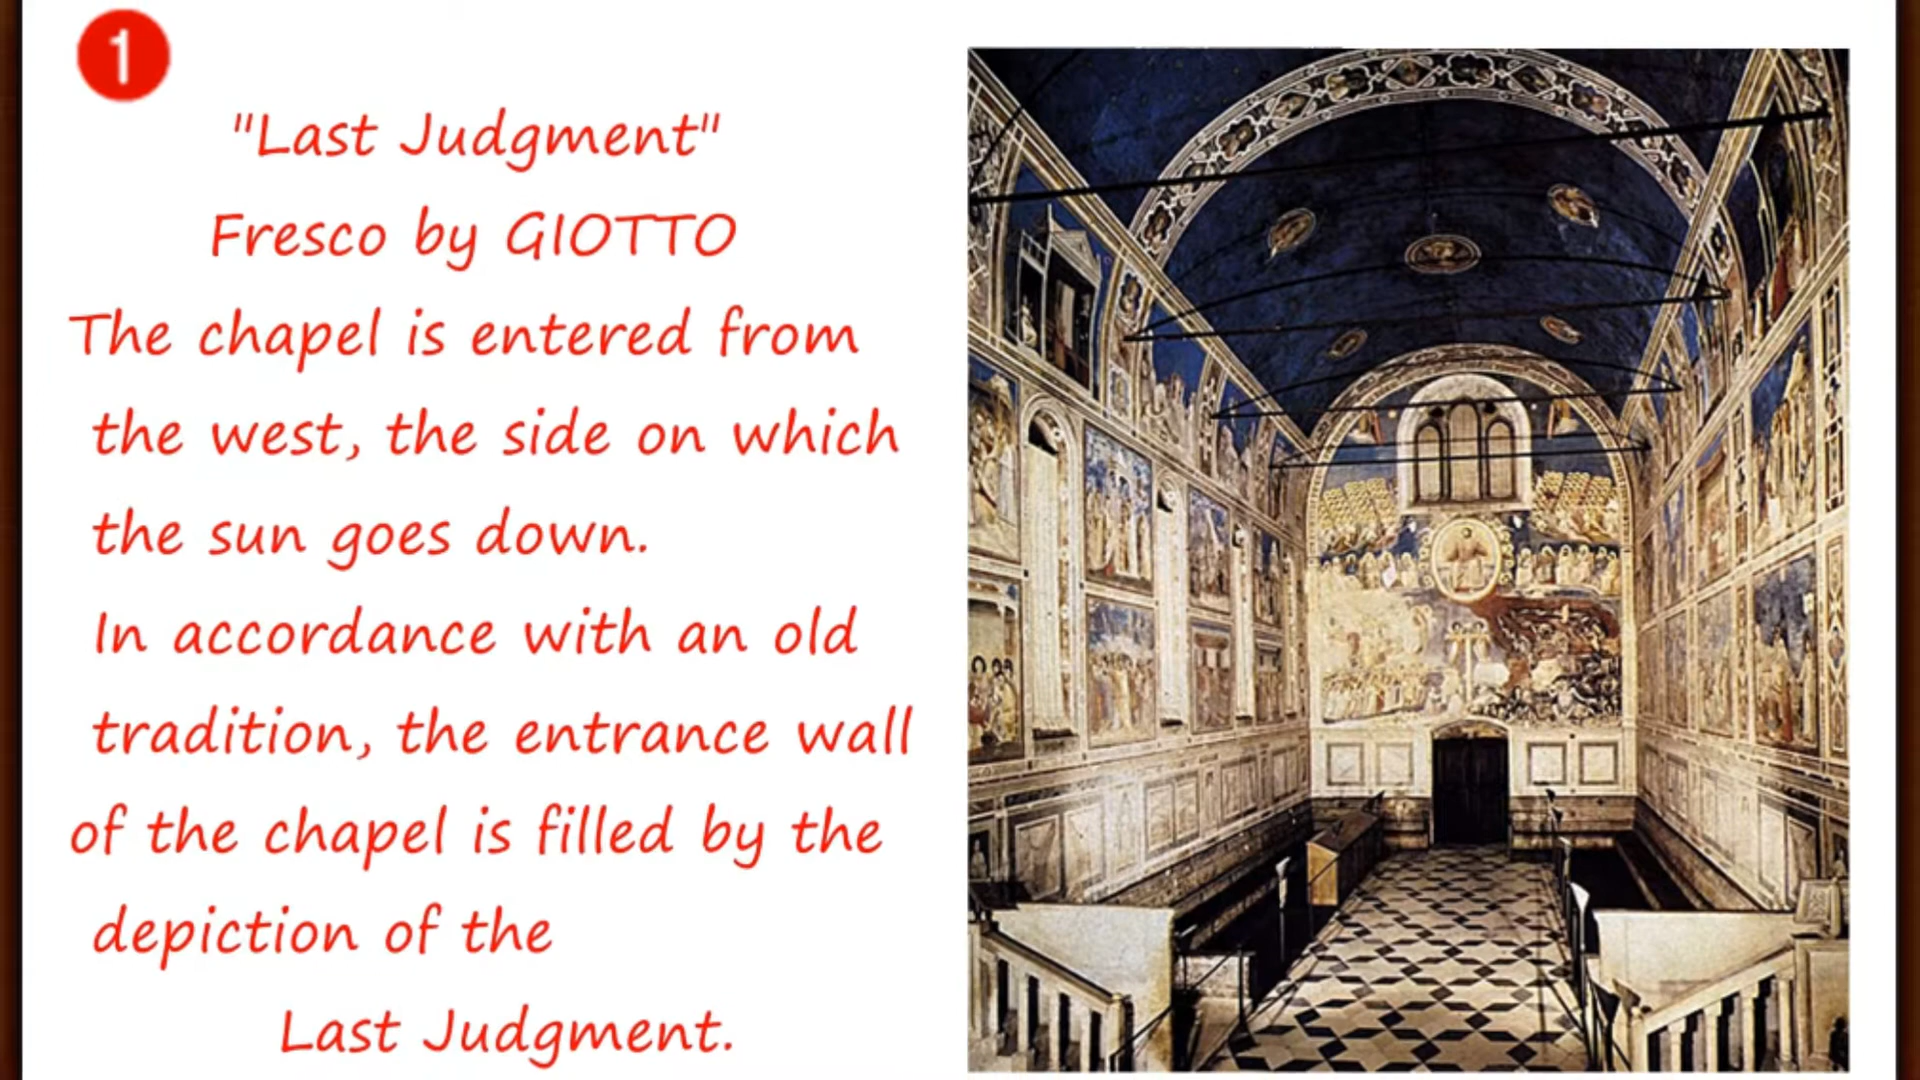 1
"Last Judgment"
Fresco by GIOTTO
The chapel is entered from
the west, the side on which
the sun goes down.
In accordance with an old
tradition, the entrance wall
of the chapel is filled by the
depiction of the
Last Judgment.